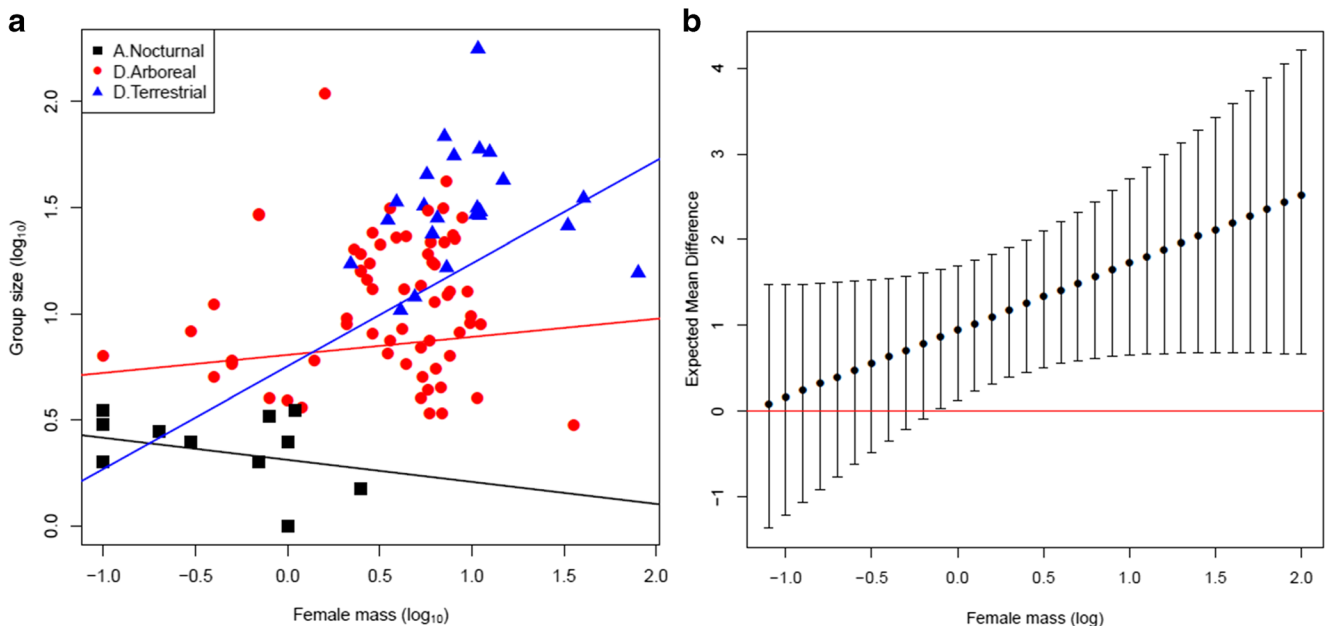 a
A.Nocturnal
D.Arboreal
D.Terrestrial
Group size (log₁₀)
2.0
1.5
1.0
0.5
0.0
−1.0 −0.5 0.0 0.5 1.0 1.5 2.0
Female mass (log₁₀)
b
Expected Mean Difference
4
3
2
1
0
−1
−1.0 −0.5 0.0 0.5 1.0 1.5 2.0
Female mass (log)